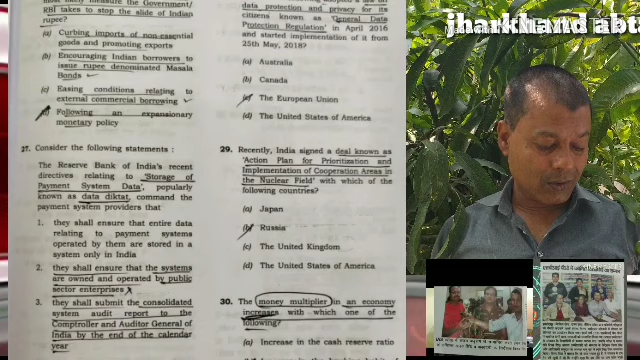 most likely measure the Government/
RBI takes to stop the slide of Indian
rupee?
(a) Curbing imports of non-essential
goods and promoting exports
(b) Encouraging Indian borrowers to
issue rupee denominated Masala
Bonds
(c) Easing conditions relating to
external commercial borrowing
(d) Following an expansionary
monetary policy
27. Consider the following statements :
The Reserve Bank of India's recent
directives relating to 'Storage of
Payment System Data', popularly
known as data diktat, command the
payment system providers that
1. they shall ensure that entire data
relating to payment systems
operated by them are stored in a
system only in India
2. they shall ensure that the systems
are owned and operated by public
sector enterprises
3. they shall submit the consolidated
system audit report to the
Comptroller and Auditor General of
India by the end of the calendar
year
data protection and privacy for its
citizens known as 'General Data
Protection Regulation' in April 2016
and started implementation of it from
25th May, 2018?
(a) Australia
(b) Canada
(c) The European Union
(d) The United States of America
29. Recently, India signed a deal known as
'Action Plan for Prioritization and
Implementation of Cooperation Areas in
the Nuclear Field' with which of the
following countries?
(a) Japan
(b) Russia
(c) The United Kingdom
(d) The United States of America
30. The money multiplier in an economy
increases with which one of the
following?
(a) Increase in the cash reserve ratio
jharkhand abta